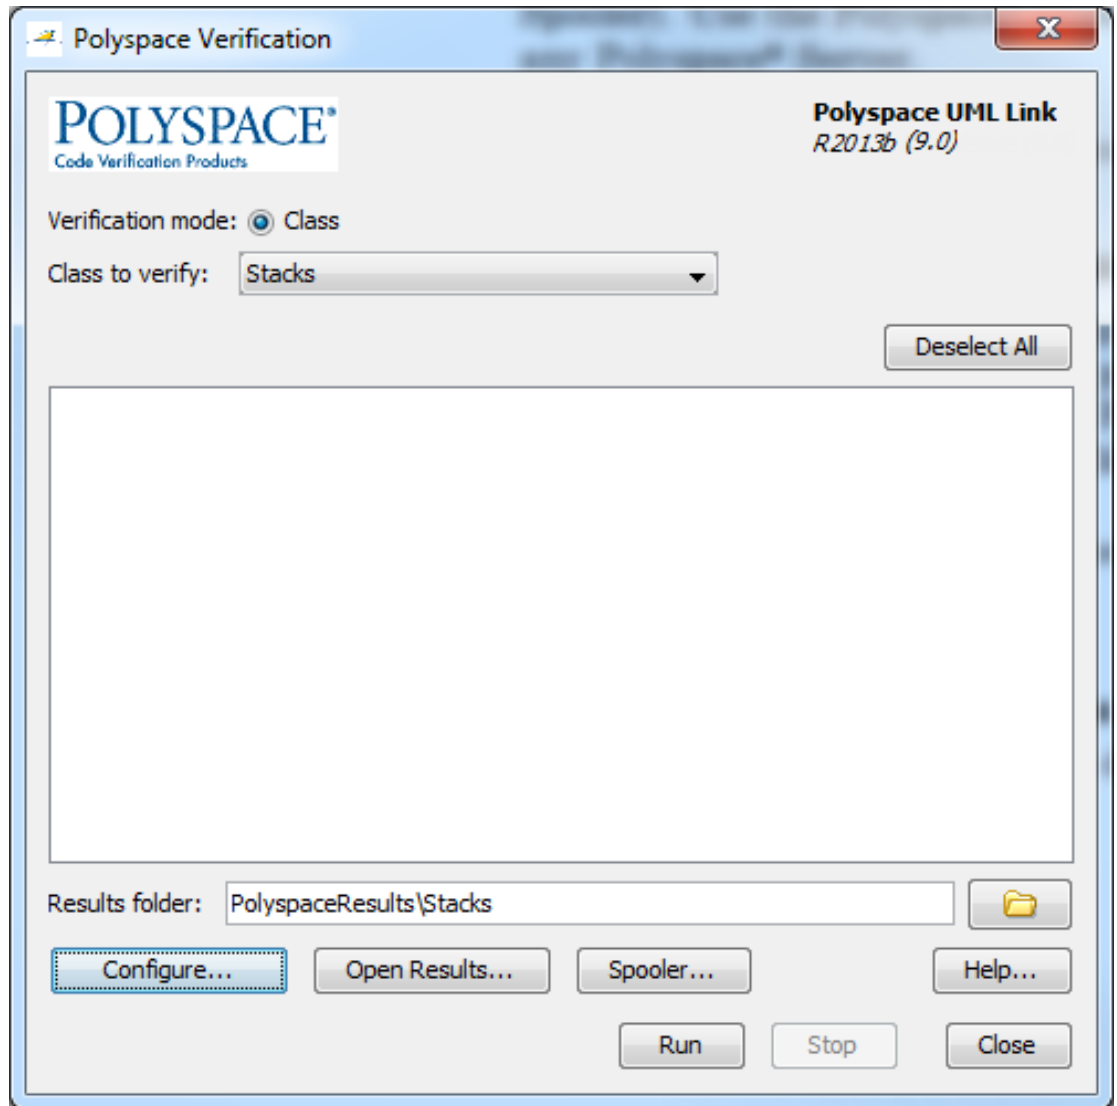 Polyspace Verification
POLYSPACE®
Code Verification Products
Polyspace UML Link
R2013b (9.0)
Verification mode: Class
Class to verify: Stacks
Deselect All
Results folder: PolyspaceResults\Stacks
Configure... Open Results... Spooler... Help...
Run Stop Close